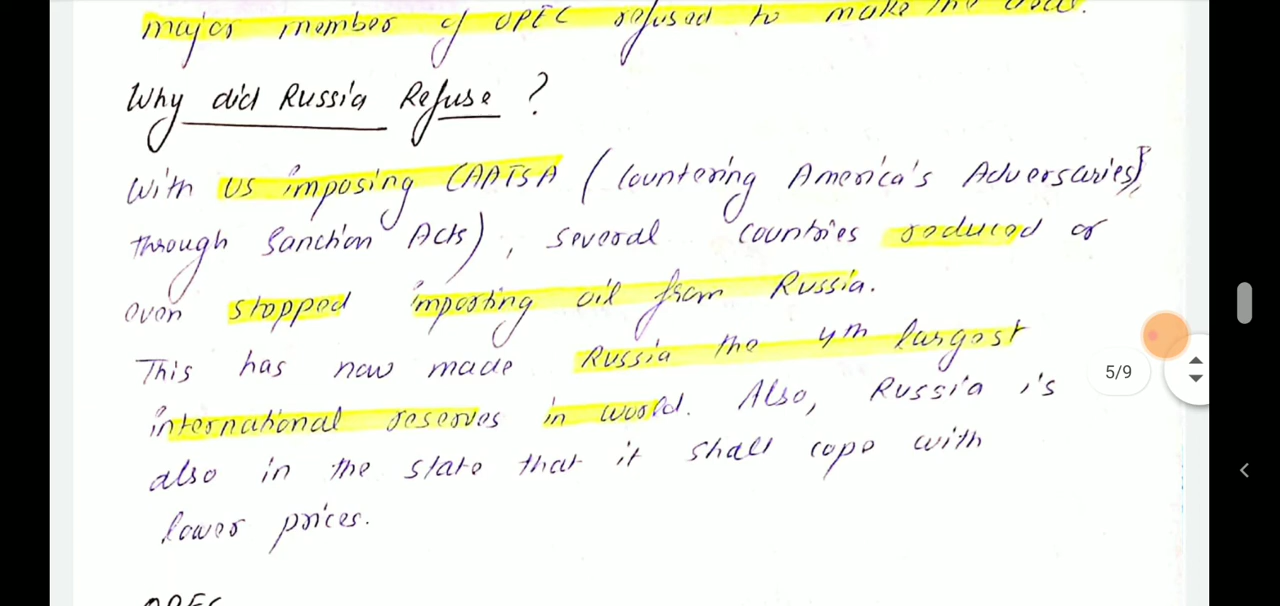 major member of OPEC refused to make the deal.
Why did Russia Refuse ?
With US imposing CAATSA ( Countering America's Adversaries
through Sanction Acts) , several countries reduced or
even stopped importing oil from Russia.
This has now made Russia the 4th largest
international reserves in world. Also, Russia is
5/9
also in the state that it shall cope with
lower prices.
OPEC